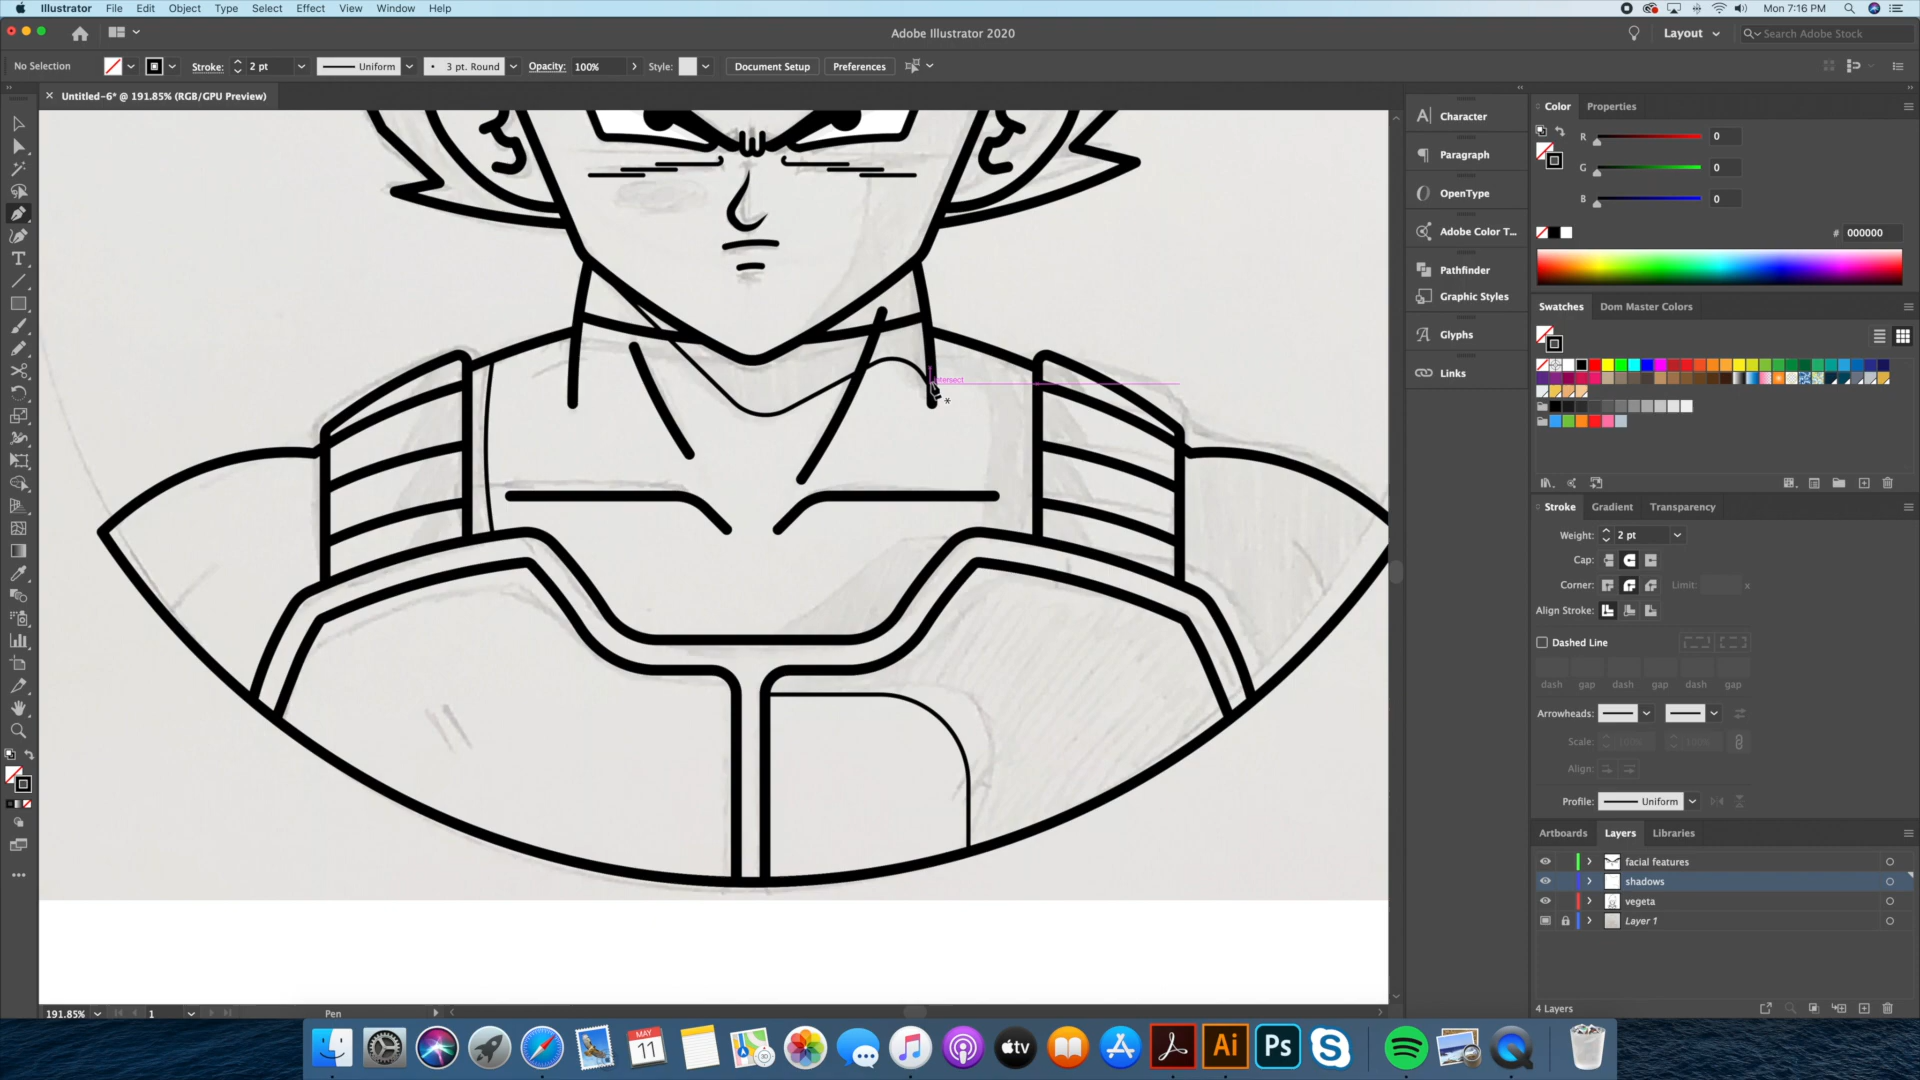 Illustrator File Edit Object Type Select Effect View Window Help
Mon 7:16 PM
Adobe Illustrator 2020
Layout
Search Adobe Stock
No Selection Stroke: 2 pt Uniform 3 pt. Round Opacity: 100% Style: Document Setup Preferences
Untitled-6* @ 191.85% (RGB/GPU Preview)
Character
Paragraph
OpenType
Adobe Color T...
Pathfinder
Graphic Styles
Glyphs
Links
Color Properties
R 0
G 0
B 0
# 000000
Swatches Dom Master Colors
Stroke Gradient Transparency
Weight: 2 pt
Cap:
Corner: Limit: x
Align Stroke:
Dashed Line
dash gap dash gap dash gap
Arrowheads:
Scale: 100% 100%
Align:
Profile: Uniform
Artboards Layers Libraries
facial features
shadows
vegeta
Layer 1
4 Layers
intersect
191.85% 1 Pen
MAY
11
tv
Ai
Ps